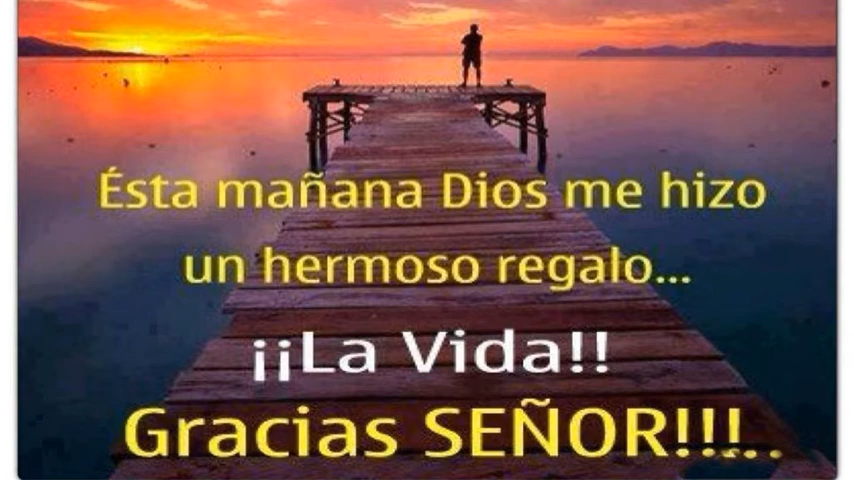 Ésta mañana Dios me hizo
un hermoso regalo...
¡¡La Vida!!
Gracias SEÑOR!!!..